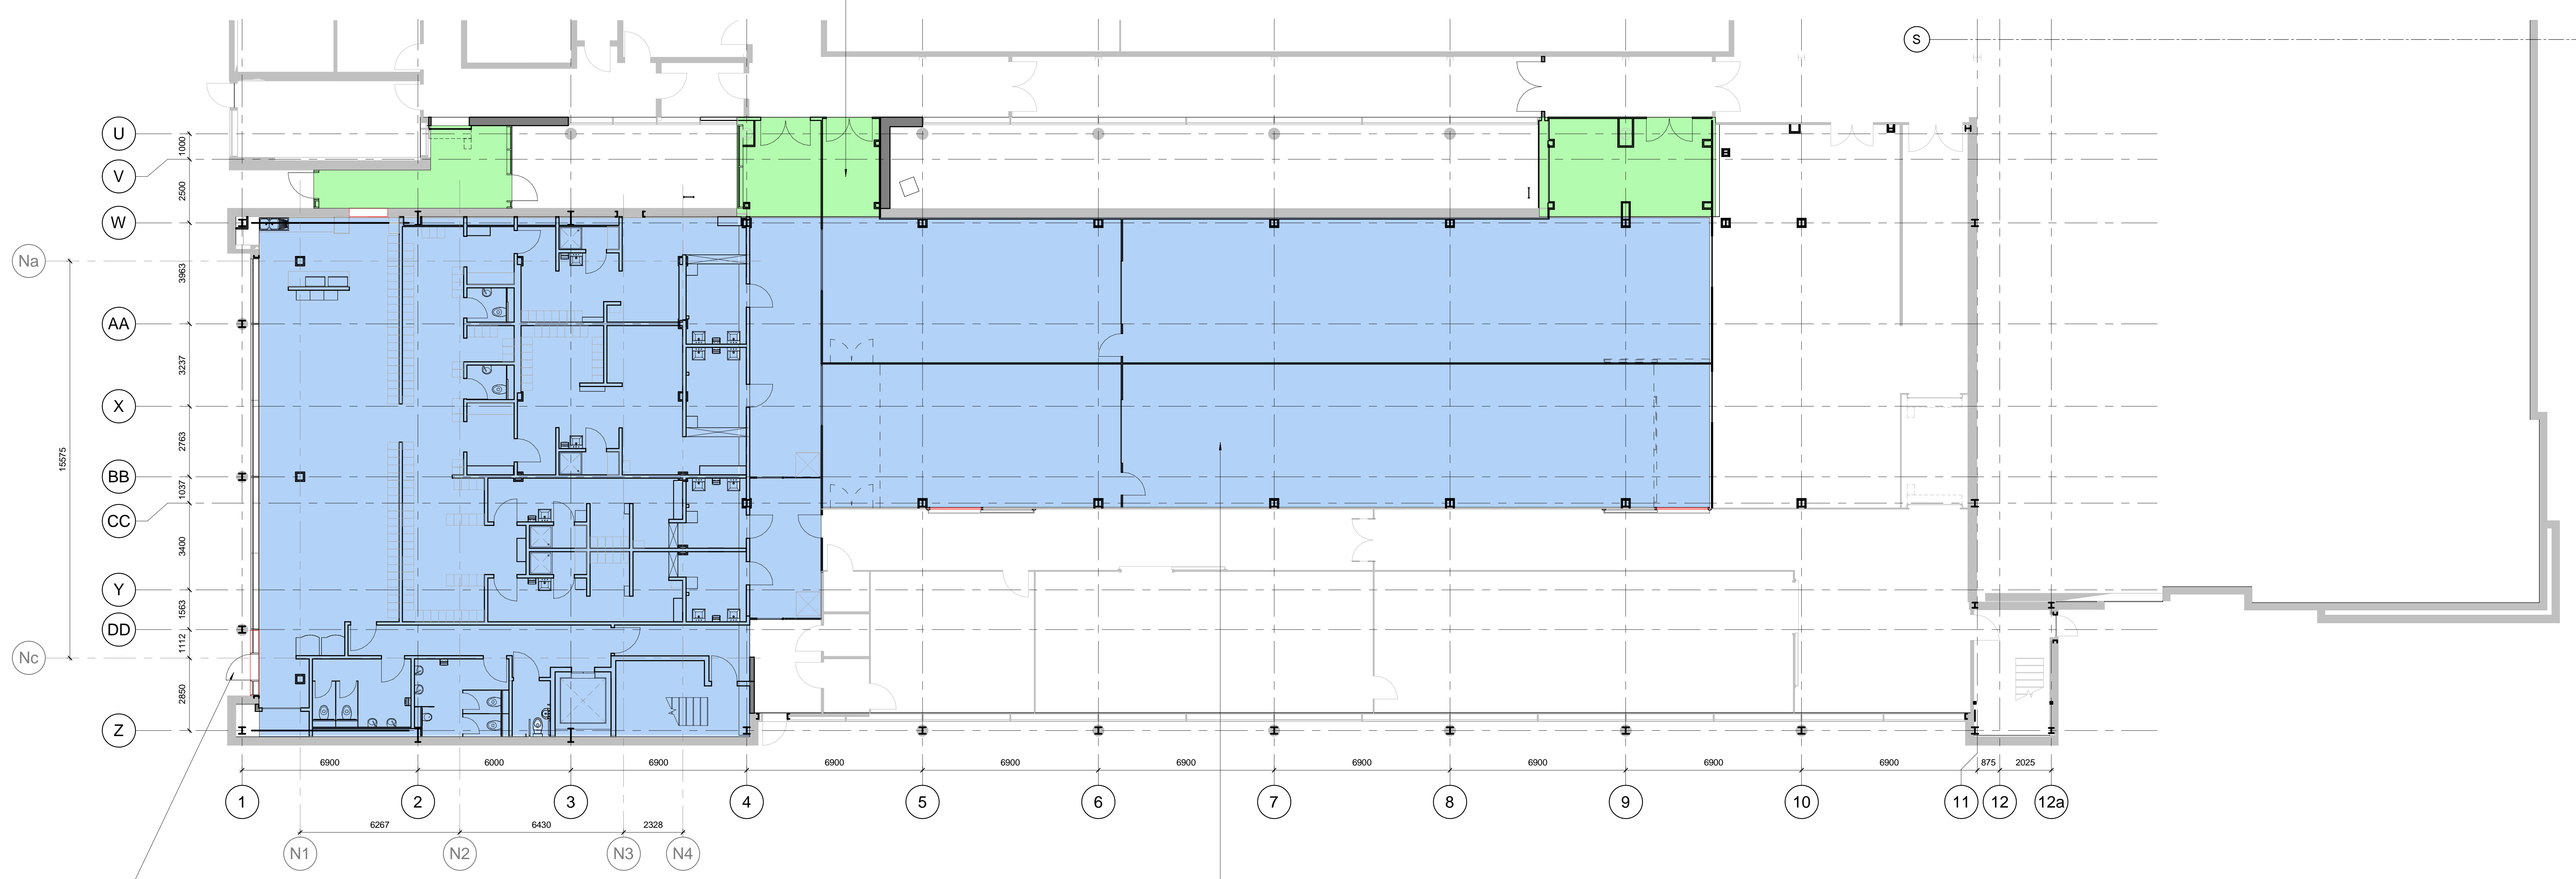 S
U
1000
V
2500
W
Na
3963
AA
3237
X
15575
2763
BB
1037
CC
3400
Y
1563
DD
1112
Nc
2850
Z
6900 6000 6900 6900 6900 6900 6900 6900 6900 6900 875 2025
1 2 3 4 5 6 7 8 9 10 11 12 12a
6267 6430 2328
N1 N2 N3 N4